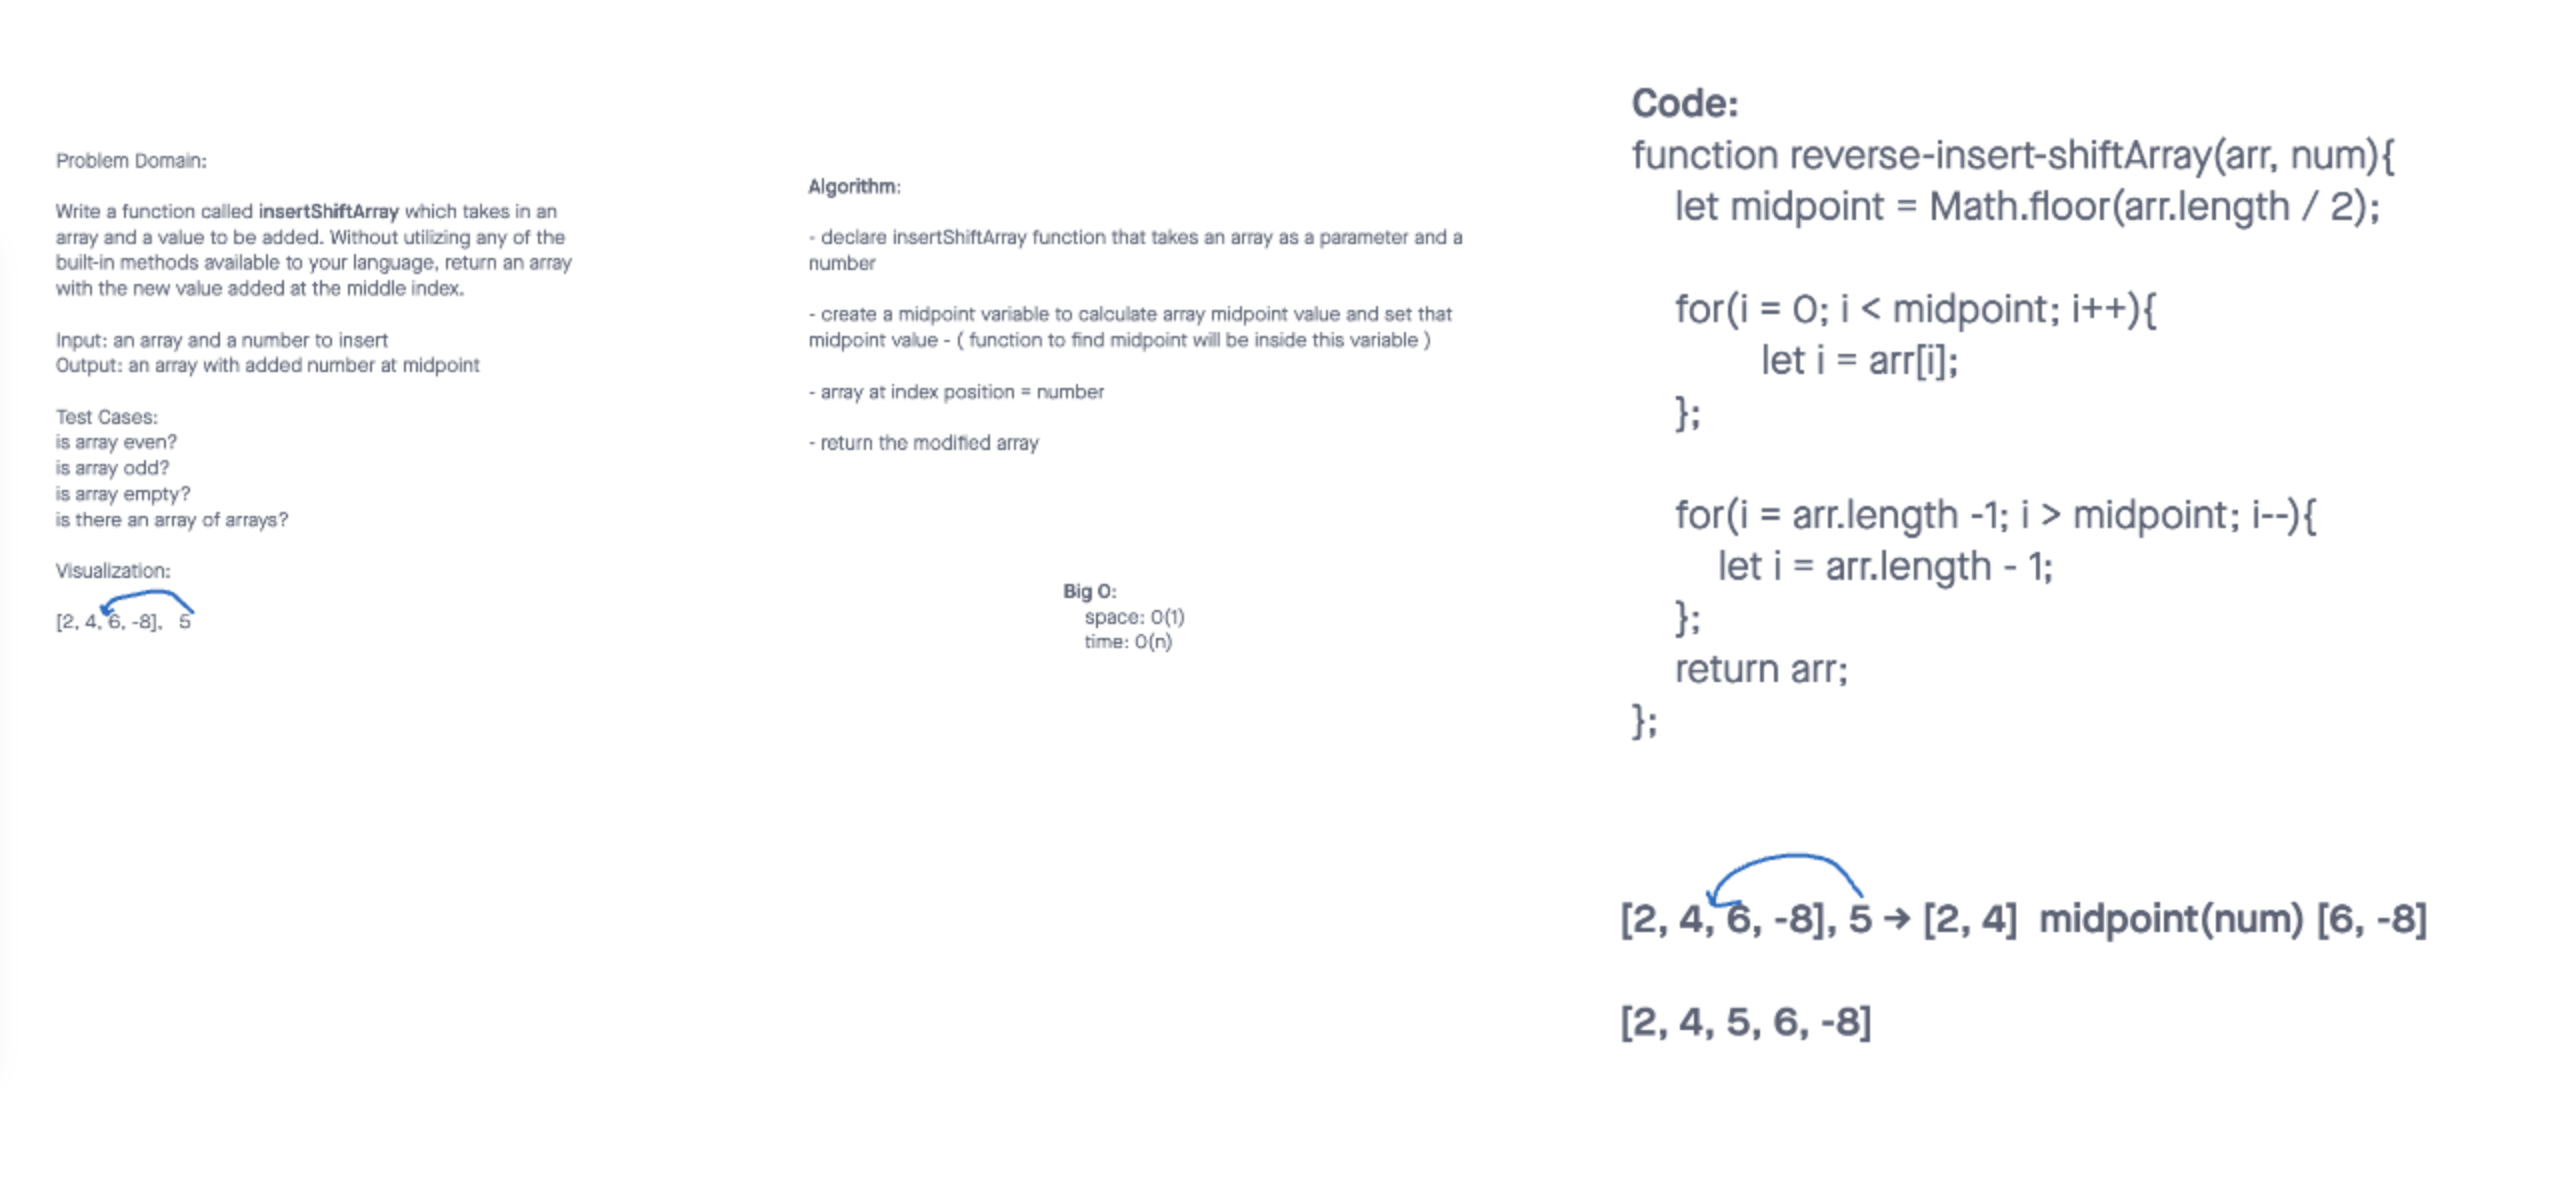 Problem Domain:
Write a function called insertShiftArray which takes in an
array and a value to be added. Without utilizing any of the
built-in methods available to your language, return an array
with the new value added at the middle index.
Input: an array and a number to insert
Output: an array with added number at midpoint
Test Cases:
is array even?
is array odd?
is array empty?
is there an array of arrays?
Visualization:
[2, 4, 6, -8], 5
Algorithm:
- declare insertShiftArray function that takes an array as a parameter and a
number
- create a midpoint variable to calculate array midpoint value and set that
midpoint value - ( function to find midpoint will be inside this variable )
- array at index position = number
- return the modified array
Big O:
space: O(1)
time: O(n)
Code:
function reverse-insert-shiftArray(arr, num){
let midpoint = Math.floor(arr.length / 2);
for(i = 0; i < midpoint; i++){
let i = arr[i];
};
for(i = arr.length -1; i > midpoint; i--){
let i = arr.length - 1;
};
return arr;
};
[2, 4, 6, -8], 5 → [2, 4] midpoint(num) [6, -8]
[2, 4, 5, 6, -8]